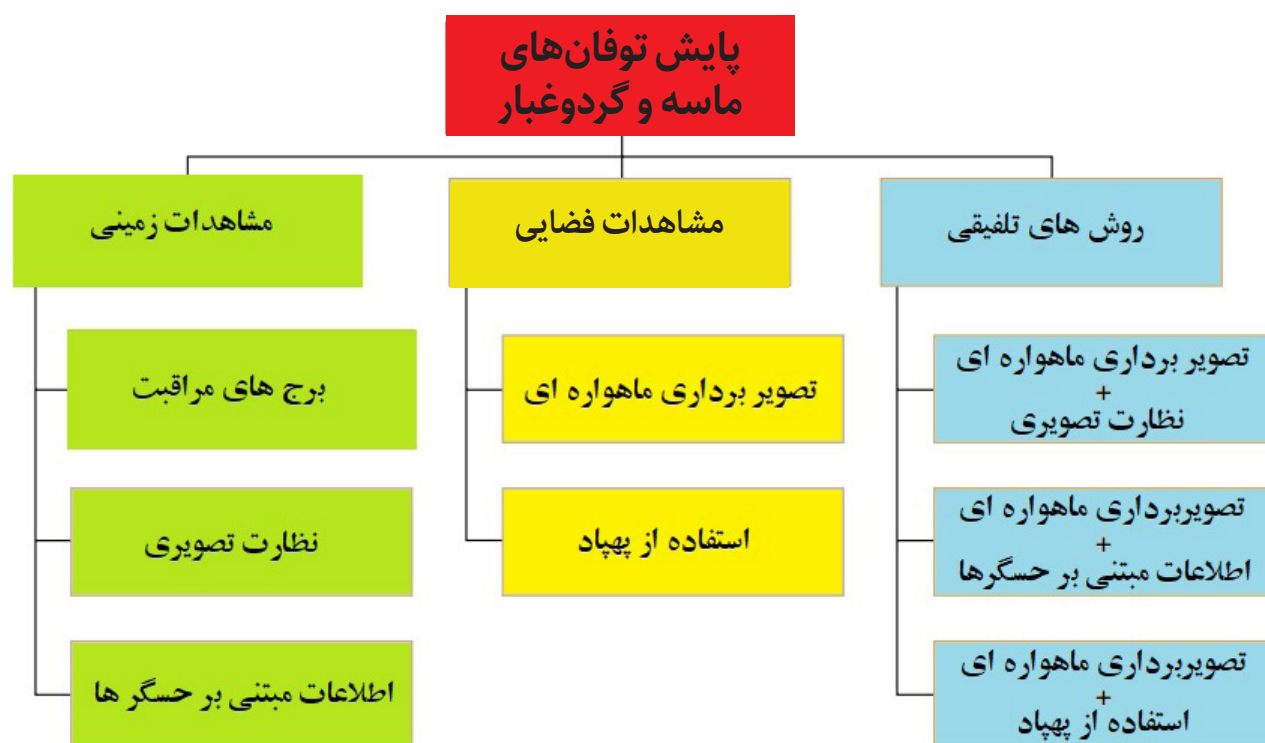 پایش توفان‌های
ماسه و گردوغبار
روش های تلفیقی
تصویر برداری ماهواره ای
+
نظارت تصویری
تصویربرداری ماهواره ای
+
اطلاعات مبتنی بر حسگرها
تصویربرداری ماهواره ای
+
استفاده از پهپاد
مشاهدات فضایی
تصویر برداری ماهواره ای
استفاده از پهپاد
مشاهدات زمینی
برج های مراقبت
نظارت تصویری
اطلاعات مبتنی بر حسگر ها